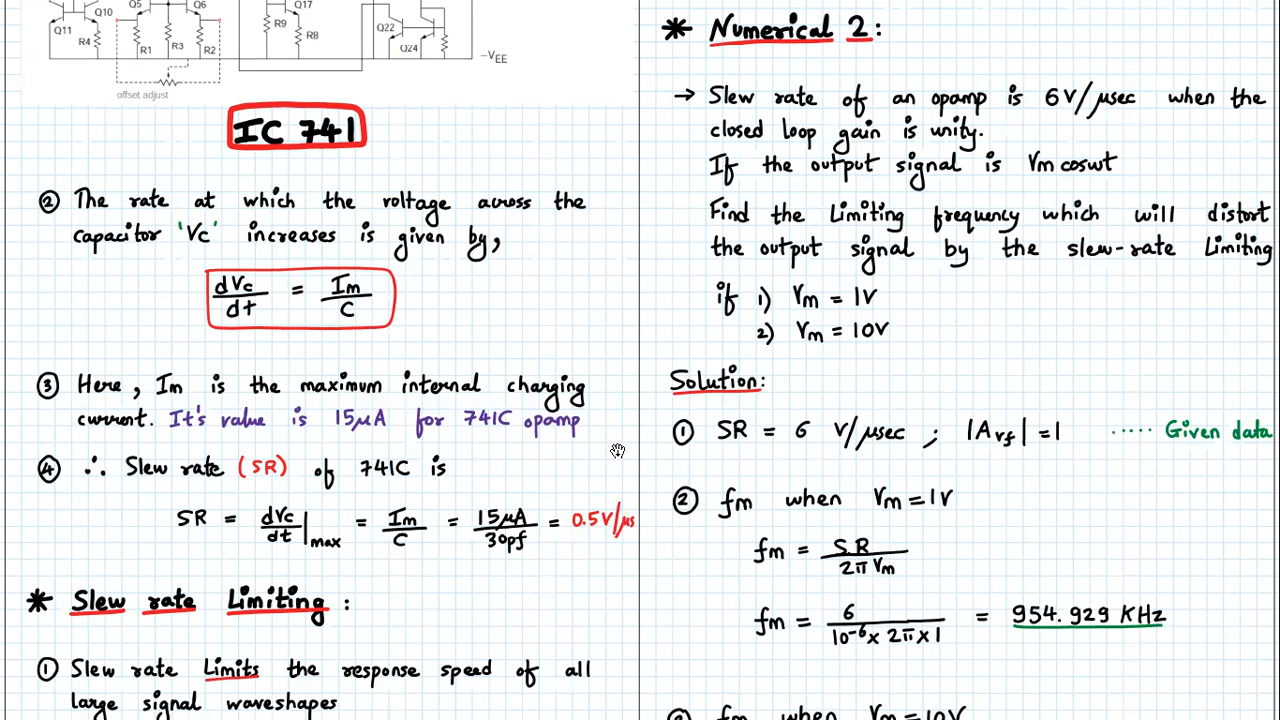 Q11
Q10
Q5
Q6
Q17
R9
R8
Q22
Q24
R4
R1
R3
R2
-VEE
offset adjust
IC 741
② The rate at which the voltage across the
capacitor 'Vc' increases is given by,
dVc/dt = Im/C
③ Here, Im is the maximum internal charging
current. It's value is 15μA for 741C opamp
④ ∴ Slew rate (SR) of 741C is
SR = dVc/dt|max = Im/C = 15μA/30pf = 0.5V/μs
* Slew rate Limiting :
① Slew rate Limits the response speed of all
large signal waveshapes
* Numerical 2:
→ Slew rate of an opamp is 6V/μsec when the
closed loop gain is unity.
If the output signal is Vm coswt
Find the Limiting frequency which will distort
the output signal by the slew-rate Limiting
if 1) Vm = 1V
2) Vm = 10V
Solution:
① SR = 6 V/μsec ; |Avf| = 1 ..... Given data
② fm when Vm = 1V
fm = SR/2π Vm
fm = 6/10⁻⁶ x 2π x 1 = 954.929 KHz
③ fm when Vm = 10V